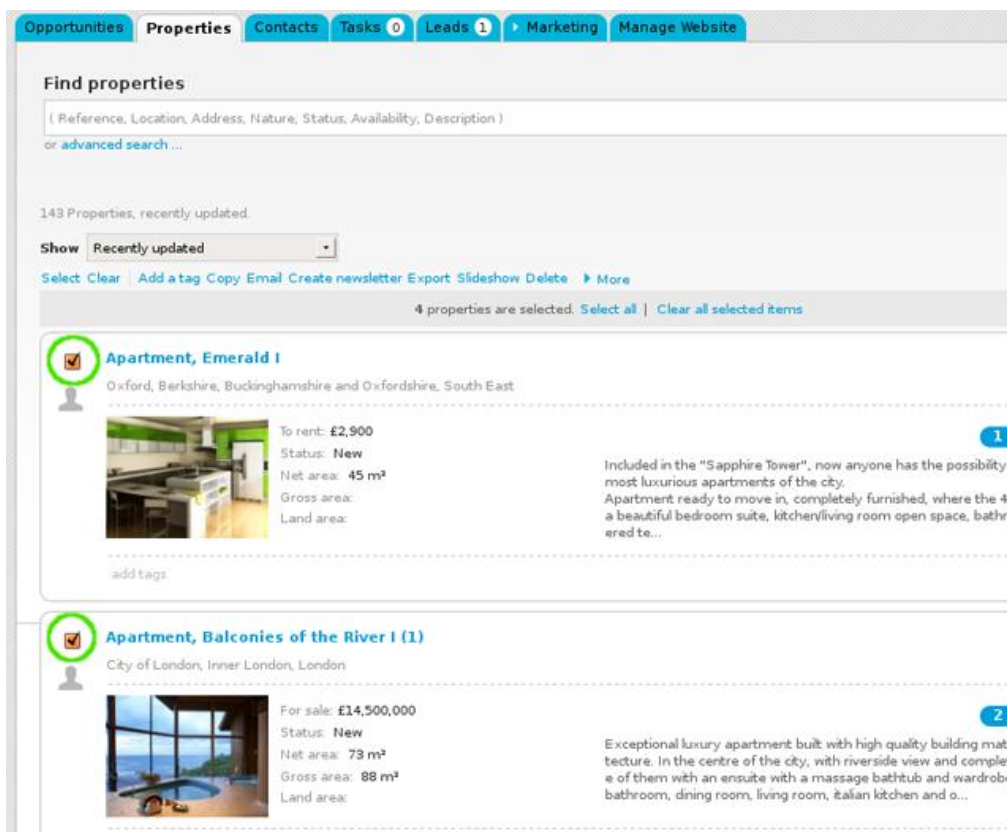 Opportunities Properties Contacts Tasks 0 Leads 1 Marketing Manage Website
Find properties
( Reference, Location, Address, Nature, Status, Availability, Description )
or advanced search ...
143 Properties, recently updated.
Show Recently updated
Select Clear Add a tag Copy Email Create newsletter Export Slideshow Delete More
4 properties are selected. Select all | Clear all selected items
Apartment, Emerald I
Oxford, Berkshire, Buckinghamshire and Oxfordshire, South East
To rent: £2,900
Status: New
Net area: 45 m²
Gross area:
Land area:
1
Included in the "Sapphire Tower", now anyone has the possibility
most luxurious apartments of the city.
Apartment ready to move in, completely furnished, where the 4
a beautiful bedroom suite, kitchen/living room open space, bathr
ered te...
add tags
Apartment, Balconies of the River I (1)
City of London, Inner London, London
For sale: £14,500,000
Status: New
Net area: 73 m²
Gross area: 88 m²
Land area:
2
Exceptional luxury apartment built with high quality building mat
tecture. In the centre of the city, with riverside view and complet
e of them with an ensuite with a massage bathtub and wardrobe
bathroom, dining room, living room, italian kitchen and o...